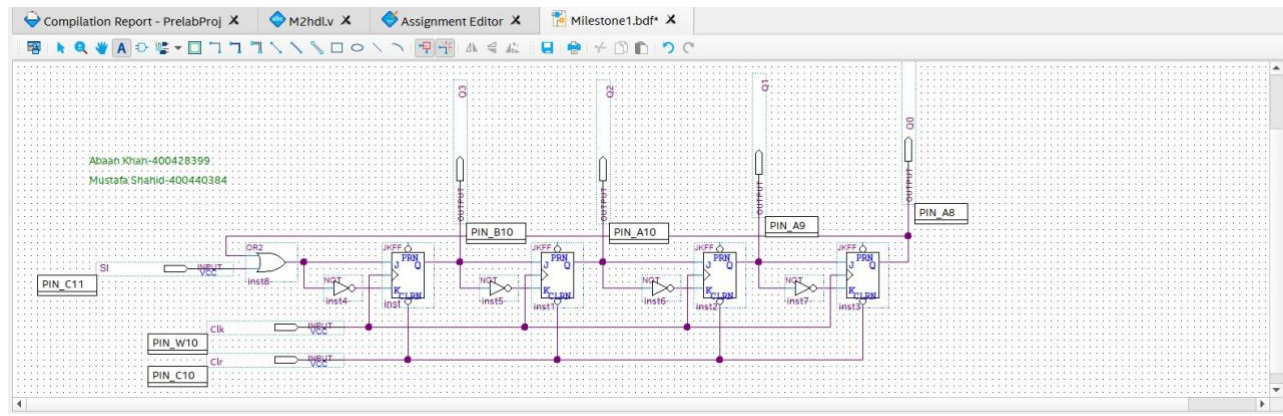 Compilation Report - PrelabProj X M2hdl.v X Assignment Editor X Milestone1.bdf* X
A
Q3 Q2 Q1 Q0
Abaan Khan-400428399
Mustafa Shahid-400440384
OUTPUT OUTPUT OUTPUT OUTPUT
PIN_B10 PIN_A10 PIN_A9 PIN_A8
OR2 JKFF JKFF JKFF JKFF
PRN PRN PRN PRN
J Q J Q J Q J Q
SI INPUT VCC inst8
NOT NOT NOT NOT
PIN_C11
K K K K
CLRN CLRN CLRN CLRN
inst4 inst inst5 inst1 inst6 inst2 inst7 inst3
Clk INPUT VCC
PIN_W10
Clr INPUT VCC
PIN_C10